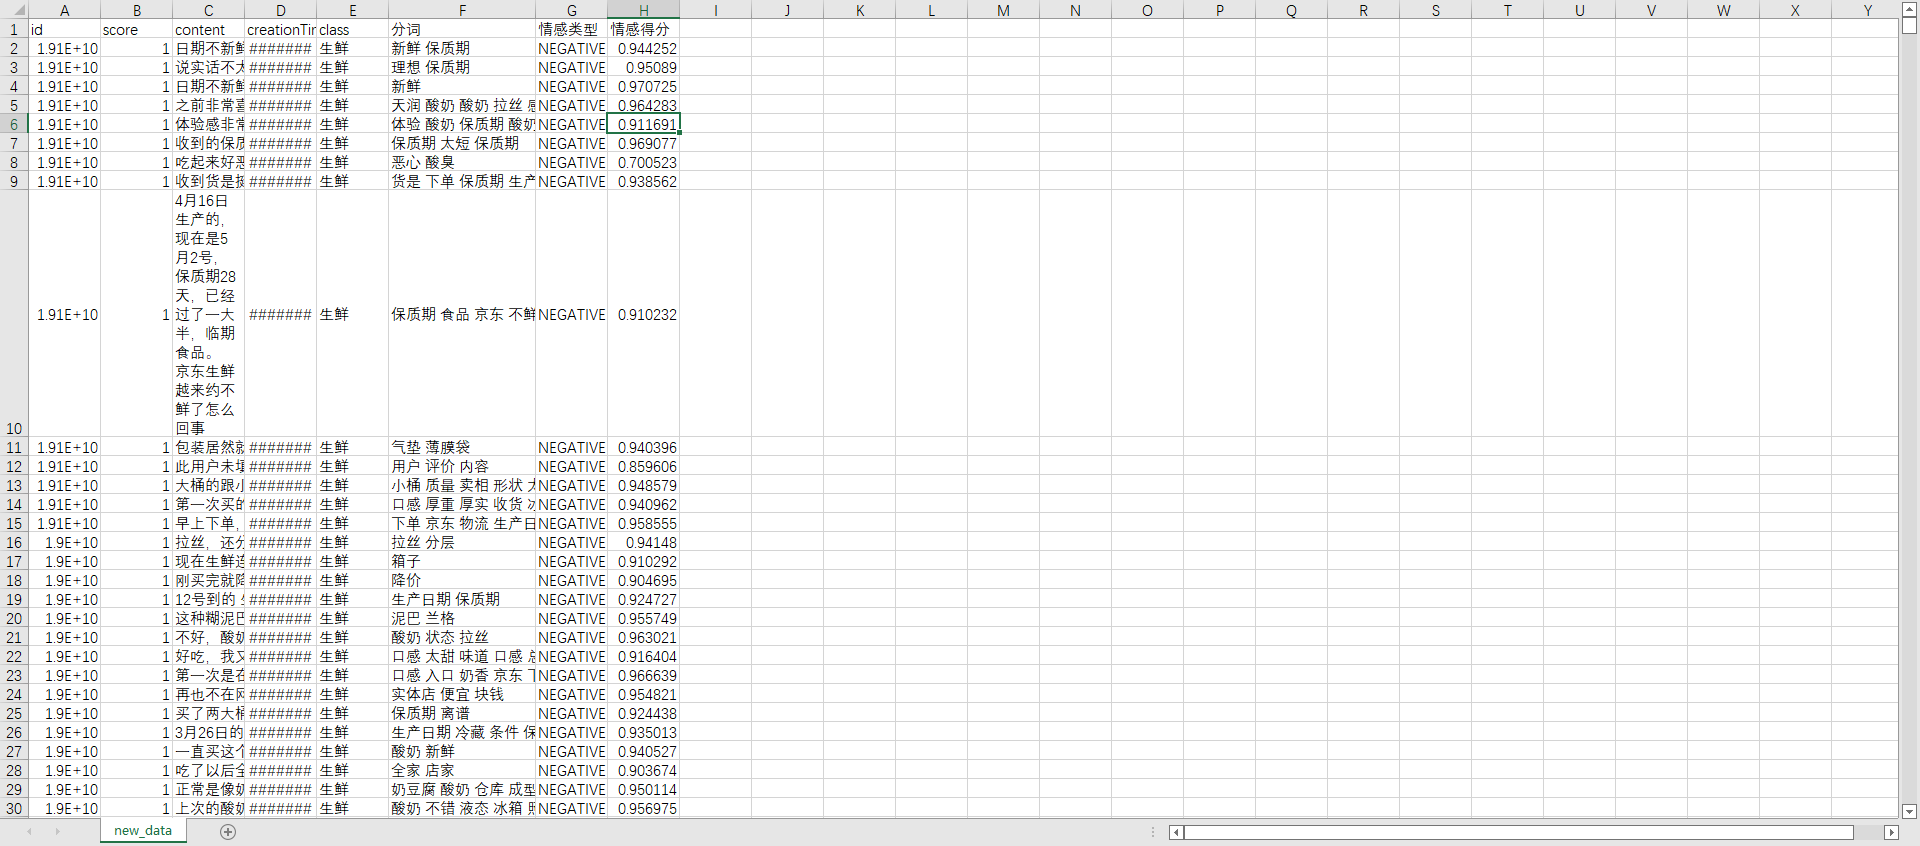 A B C D E F G H I J K L M N O P Q R S T U V W X Y
1 id score content creationTir class 分词 情感类型 情感得分
2 1.91E+10 1 日期不新鲜 ####### 生鲜 新鲜 保质期 NEGATIVE 0.944252
3 1.91E+10 1 说实话不太 ####### 生鲜 理想 保质期 NEGATIVE 0.95089
4 1.91E+10 1 日期不新鲜 ####### 生鲜 新鲜 NEGATIVE 0.970725
5 1.91E+10 1 之前非常喜 ####### 生鲜 天润 酸奶 酸奶 拉丝 感 NEGATIVE 0.964283
6 1.91E+10 1 体验感非常 ####### 生鲜 体验 酸奶 保质期 酸奶 NEGATIVE 0.911691
7 1.91E+10 1 收到的保质 ####### 生鲜 保质期 太短 保质期 NEGATIVE 0.969077
8 1.91E+10 1 吃起来好恶 ####### 生鲜 恶心 酸臭 NEGATIVE 0.700523
9 1.91E+10 1 收到货是挺 ####### 生鲜 货是 下单 保质期 生产 NEGATIVE 0.938562
4月16日
生产的，
现在是5
月2号，
保质期28
天，已经
1.91E+10 1 过了一大 ####### 生鲜 保质期 食品 京东 不鲜 NEGATIVE 0.910232
半，临期
食品。
京东生鲜
越来约不
鲜了怎么
10 回事
11 1.91E+10 1 包装居然就 ####### 生鲜 气垫 薄膜袋 NEGATIVE 0.940396
12 1.91E+10 1 此用户未填 ####### 生鲜 用户 评价 内容 NEGATIVE 0.859606
13 1.91E+10 1 大桶的跟小 ####### 生鲜 小桶 质量 卖相 形状 NEGATIVE 0.948579
14 1.91E+10 1 第一次买的 ####### 生鲜 口感 厚重 厚实 收货 NEGATIVE 0.940962
15 1.91E+10 1 早上下单， ####### 生鲜 下单 京东 物流 生产日 NEGATIVE 0.958555
16 1.9E+10 1 拉丝，还分 ####### 生鲜 拉丝 分层 NEGATIVE 0.94148
17 1.9E+10 1 现在生鲜连 ####### 生鲜 箱子 NEGATIVE 0.910292
18 1.9E+10 1 刚买完就降 ####### 生鲜 降价 NEGATIVE 0.904695
19 1.9E+10 1 12号到的 ####### 生鲜 生产日期 保质期 NEGATIVE 0.924727
20 1.9E+10 1 这种糊泥巴 ####### 生鲜 泥巴 兰格 NEGATIVE 0.955749
21 1.9E+10 1 不好，酸奶 ####### 生鲜 酸奶 状态 拉丝 NEGATIVE 0.963021
22 1.9E+10 1 好吃，我又 ####### 生鲜 口感 太甜 味道 口感 总 NEGATIVE 0.916404
23 1.9E+10 1 第一次是在 ####### 生鲜 口感 入口 奶香 京东 下 NEGATIVE 0.966639
24 1.9E+10 1 再也不在网 ####### 生鲜 实体店 便宜 块钱 NEGATIVE 0.954821
25 1.9E+10 1 买了两大桶 ####### 生鲜 保质期 离谱 NEGATIVE 0.924438
26 1.9E+10 1 3月26日的 ####### 生鲜 生产日期 冷藏 条件 保 NEGATIVE 0.935013
27 1.9E+10 1 一直买这个 ####### 生鲜 酸奶 新鲜 NEGATIVE 0.940527
28 1.9E+10 1 吃了以后全 ####### 生鲜 全家 店家 NEGATIVE 0.903674
29 1.9E+10 1 正常是像奶 ####### 生鲜 奶豆腐 酸奶 仓库 成型 NEGATIVE 0.950114
30 1.9E+10 1 上次的酸奶 ####### 生鲜 酸奶 不错 液态 冰箱 NEGATIVE 0.956975
new_data